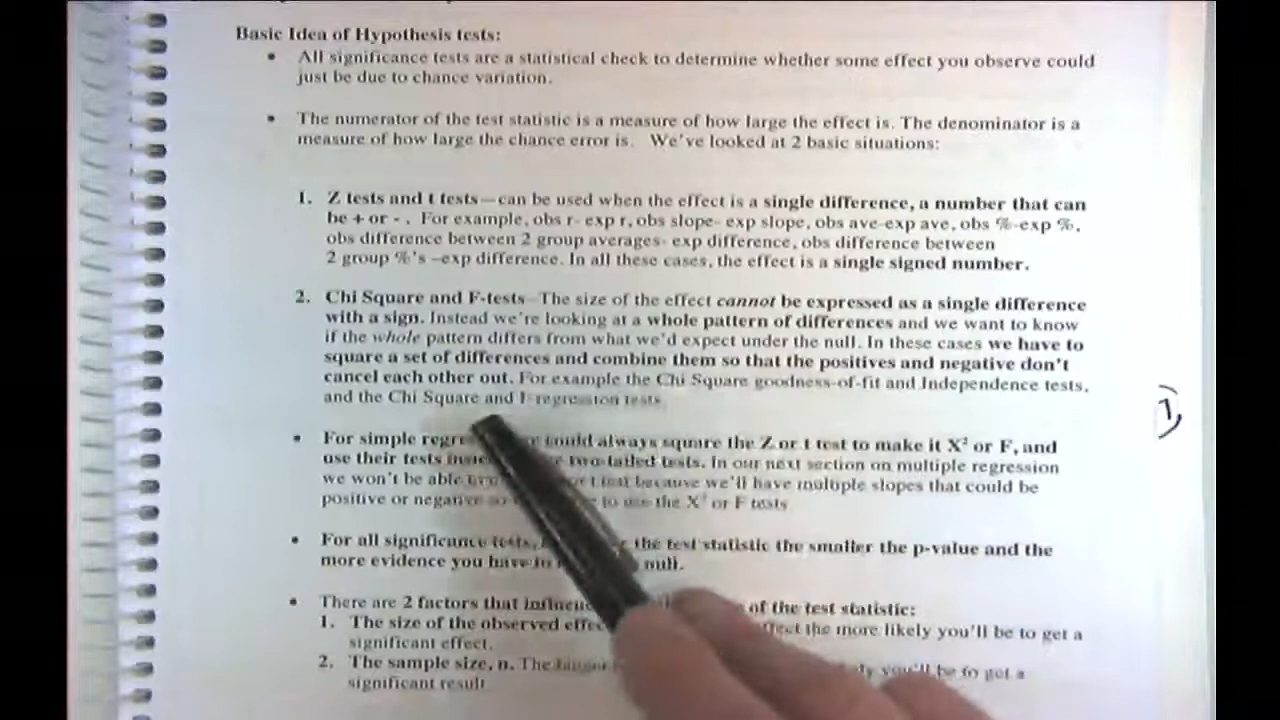 Basic Idea of Hypothesis tests:
• All significance tests are a statistical check to determine whether some effect you observe could
just be due to chance variation.
• The numerator of the test statistic is a measure of how large the effect is. The denominator is a
measure of how large the chance error is. We've looked at 2 basic situations:
1. Z tests and t tests—can be used when the effect is a single difference, a number that can
be + or - . For example, obs r- exp r, obs slope- exp slope, obs ave-exp ave, obs %-exp %,
obs difference between 2 group averages- exp difference, obs difference between
2 group %'s –exp difference. In all these cases, the effect is a single signed number.
2. Chi Square and F-tests–The size of the effect cannot be expressed as a single difference
with a sign. Instead we're looking at a whole pattern of differences and we want to know
if the whole pattern differs from what we'd expect under the null. In these cases we have to
square a set of differences and combine them so that the positives and negative don't
cancel each other out. For example the Chi Square goodness-of-fit and Independence tests,
and the Chi Square and F-regression tests.
• For simple could always square the Z or t test to make it X² or F, and
use their tests two-tailed tests. In our next section on multiple regression
we won't be able t test because we'll have multiple slopes that could be
positive or negative to use the X² or F tests
• For all significance tests, the test statistic the smaller the p-value and the
more evidence you have to null.
• There are 2 factors that of the test statistic:
1. The size of the observed the more likely you'll be to get a
significant effect.
2. The sample size, n. The you'll be to get a
significant result